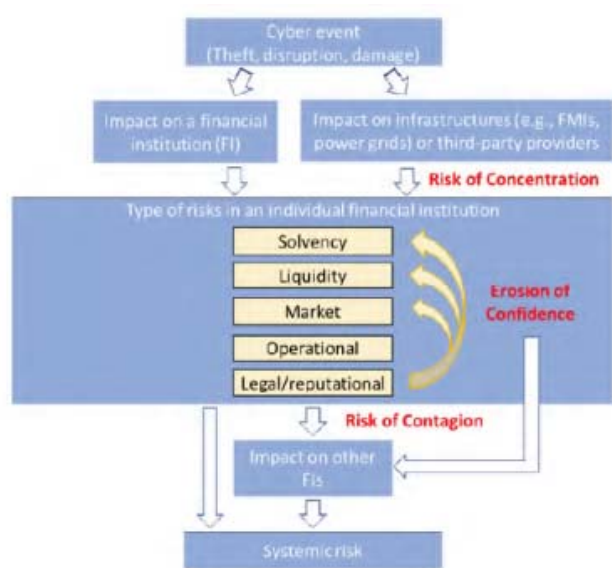 Cyber event
(Theft, disruption, damage)
Impact on a financial
institution (FI)
Impact on infrastructures (e.g., FMIs,
power grids) or third-party providers
Risk of Concentration
Type of risks in an individual financial institution
Solvency
Liquidity
Market
Operational
Legal/reputational
Erosion of
Confidence
Risk of Contagion
Impact on other
FIs
Systemic risk